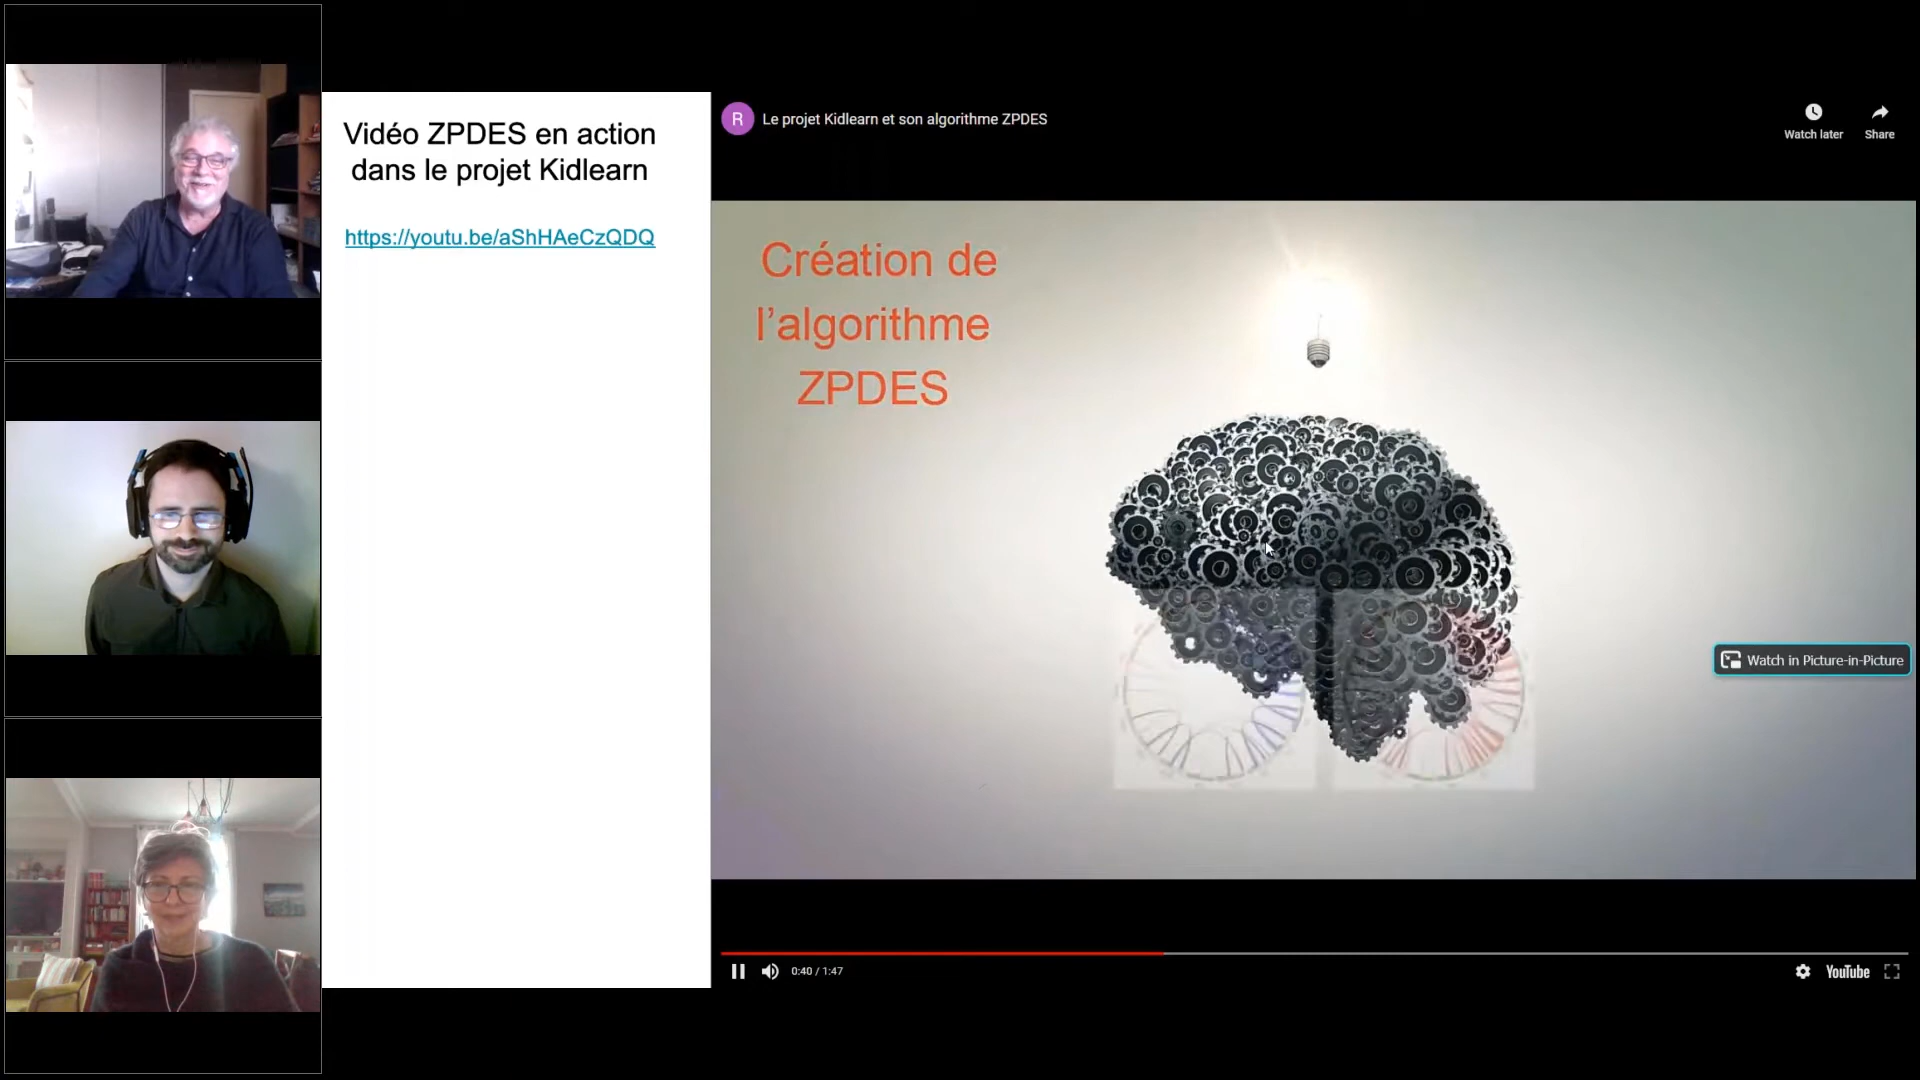 Vidéo ZPDES en action
dans le projet Kidlearn
https://youtu.be/aShHAeCzQDQ
R
Le projet Kidlearn et son algorithme ZPDES
Watch later
Share
Création de
l’algorithme
ZPDES
Watch in Picture-in-Picture
0:40 / 1:47
YouTube